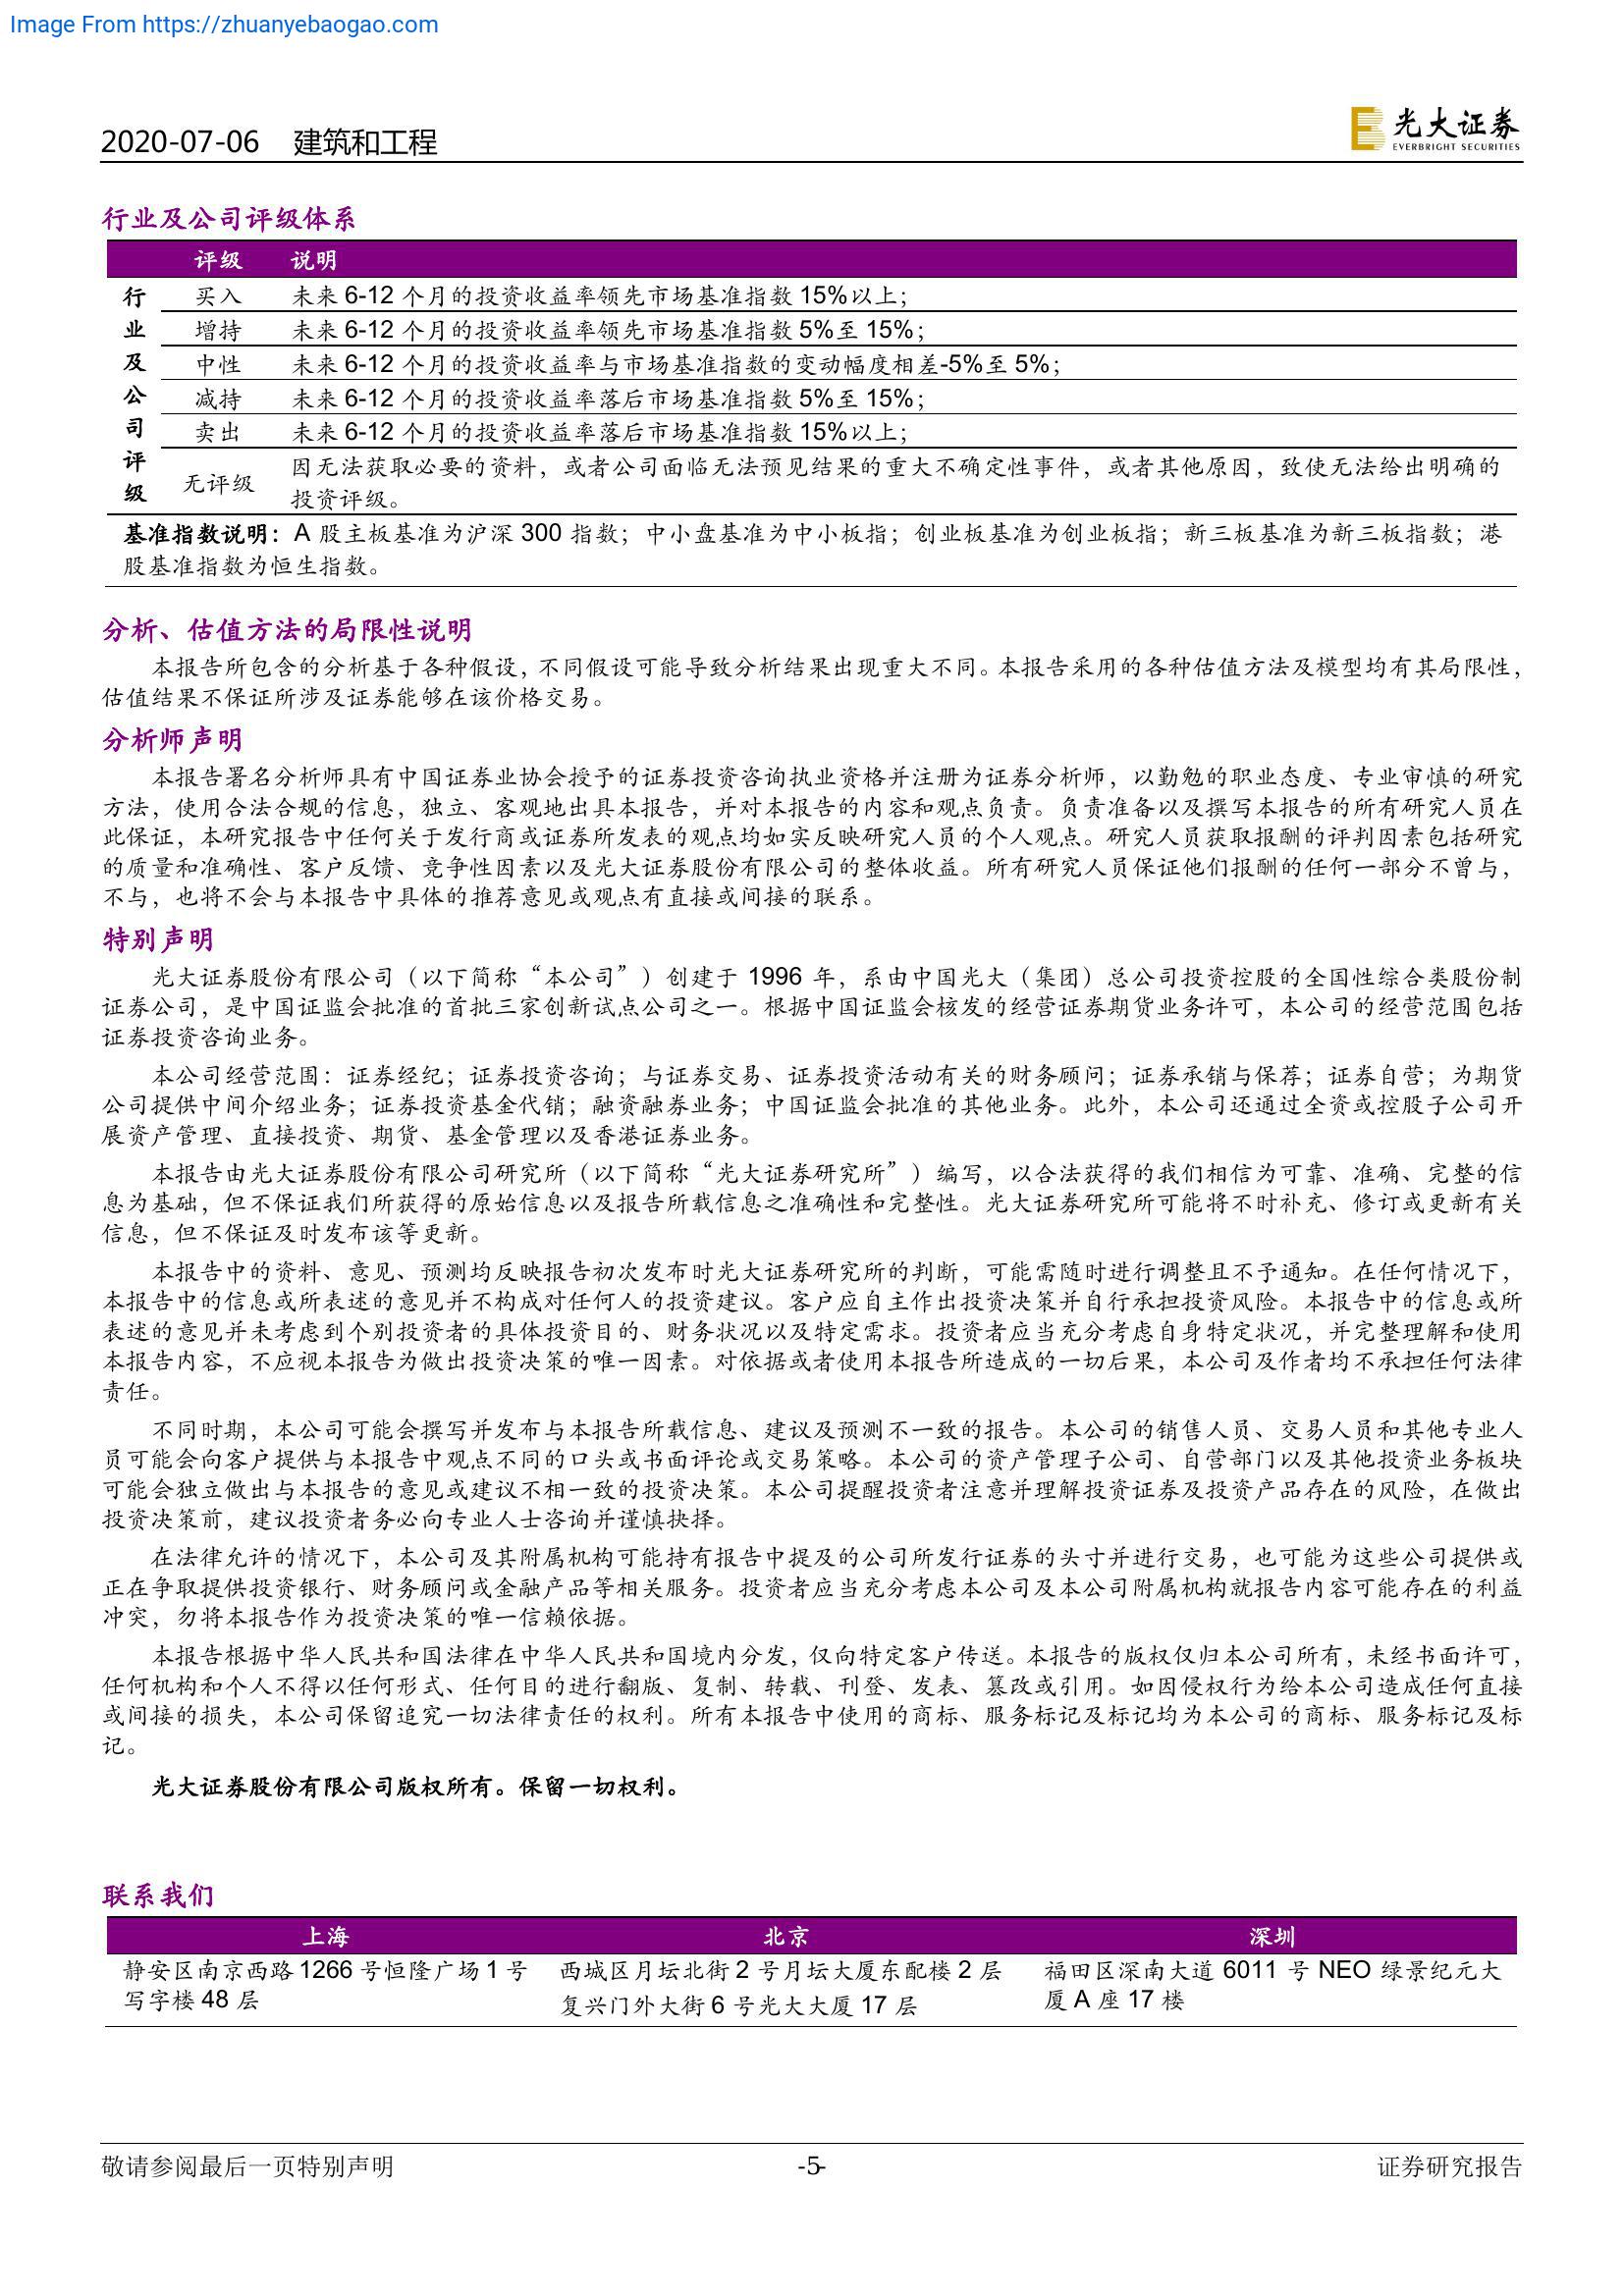 Image From https://zhuanyebaogao.com
2020-07-06 建筑和工程
光大证券
EVERBRIGHT SECURITIES
行业及公司评级体系
评级 说明
行业及公司评级
买入 未来 6-12 个月的投资收益率领先市场基准指数 15%以上；
增持 未来 6-12 个月的投资收益率领先市场基准指数 5%至 15%；
中性 未来 6-12 个月的投资收益率与市场基准指数的变动幅度相差-5%至 5%；
减持 未来 6-12 个月的投资收益率落后市场基准指数 5%至 15%；
卖出 未来 6-12 个月的投资收益率落后市场基准指数 15%以上；
无评级 因无法获取必要的资料，或者公司面临无法预见结果的重大不确定性事件，或者其他原因，致使无法给出明确的
投资评级。
基准指数说明：A 股主板基准为沪深 300 指数；中小盘基准为中小板指；创业板基准为创业板指；新三板基准为新三板指数；港
股基准指数为恒生指数。
分析、估值方法的局限性说明
本报告所包含的分析基于各种假设，不同假设可能导致分析结果出现重大不同。本报告采用的各种估值方法及模型均有其局限性，
估值结果不保证所涉及证券能够在该价格交易。
分析师声明
本报告署名分析师具有中国证券业协会授予的证券投资咨询执业资格并注册为证券分析师，以勤勉的职业态度、专业审慎的研究
方法，使用合法合规的信息，独立、客观地出具本报告，并对本报告的内容和观点负责。负责准备以及撰写本报告的所有研究人员在
此保证，本研究报告中任何关于发行商或证券所发表的观点均如实反映研究人员的个人观点。研究人员获取报酬的评判因素包括研究
的质量和准确性、客户反馈、竞争性因素以及光大证券股份有限公司的整体收益。所有研究人员保证他们报酬的任何一部分不曾与，
不与，也将不会与本报告中具体的推荐意见或观点有直接或间接的联系。
特别声明
光大证券股份有限公司（以下简称“本公司”）创建于 1996 年，系由中国光大（集团）总公司投资控股的全国性综合类股份制
证券公司，是中国证监会批准的首批三家创新试点公司之一。根据中国证监会核发的经营证券期货业务许可，本公司的经营范围包括
证券投资咨询业务。
本公司经营范围：证券经纪；证券投资咨询；与证券交易、证券投资活动有关的财务顾问；证券承销与保荐；证券自营；为期货
公司提供中间介绍业务；证券投资基金代销；融资融券业务；中国证监会批准的其他业务。此外，本公司还通过全资或控股子公司开
展资产管理、直接投资、期货、基金管理以及香港证券业务。
本报告由光大证券股份有限公司研究所（以下简称“光大证券研究所”）编写，以合法获得的我们相信为可靠、准确、完整的信
息为基础，但不保证我们所获得的原始信息以及报告所载信息之准确性和完整性。光大证券研究所可能将不时补充、修订或更新有关
信息，但不保证及时发布该等更新。
本报告中的资料、意见、预测均反映报告初次发布时光大证券研究所的判断，可能需随时进行调整且不予通知。在任何情况下，
本报告中的信息或所表述的意见并不构成对任何人的投资建议。客户应自主作出投资决策并自行承担投资风险。本报告中的信息或所
表述的意见并未考虑到个别投资者的具体投资目的、财务状况以及特定需求。投资者应当充分考虑自身特定状况，并完整理解和使用
本报告内容，不应视本报告为做出投资决策的唯一因素。对依据或者使用本报告所造成的一切后果，本公司及作者均不承担任何法律
责任。
不同时期，本公司可能会撰写并发布与本报告所载信息、建议及预测不一致的报告。本公司的销售人员、交易人员和其他专业人
员可能会向客户提供与本报告中观点不同的口头或书面评论或交易策略。本公司的资产管理子公司、自营部门以及其他投资业务板块
可能会独立做出与本报告的意见或建议不相一致的投资决策。本公司提醒投资者注意并理解投资证券及投资产品存在的风险，在做出
投资决策前，建议投资者务必向专业人士咨询并谨慎抉择。
在法律允许的情况下，本公司及其附属机构可能持有报告中提及的公司所发行证券的头寸并进行交易，也可能为这些公司提供或
正在争取提供投资银行、财务顾问或金融产品等相关服务。投资者应当充分考虑本公司及本公司附属机构就报告内容可能存在的利益
冲突，勿将本报告作为投资决策的唯一信赖依据。
本报告根据中华人民共和国法律在中华人民共和国境内分发，仅向特定客户传送。本报告的版权仅归本公司所有，未经书面许可，
任何机构和个人不得以任何形式、任何目的进行翻版、复制、转载、刊登、发表、篡改或引用。如因侵权行为给本公司造成任何直接
或间接的损失，本公司保留追究一切法律责任的权利。所有本报告中使用的商标、服务标记及标记均为本公司的商标、服务标记及标
记。
光大证券股份有限公司版权所有。保留一切权利。
联系我们
上海 北京 深圳
静安区南京西路 1266 号恒隆广场 1 号 西城区月坛北街 2 号月坛大厦东配楼 2 层 福田区深南大道 6011 号 NEO 绿景纪元大
写字楼 48 层 复兴门外大街 6 号光大大厦 17 层 厦 A 座 17 楼
敬请参阅最后一页特别声明 -5- 证券研究报告